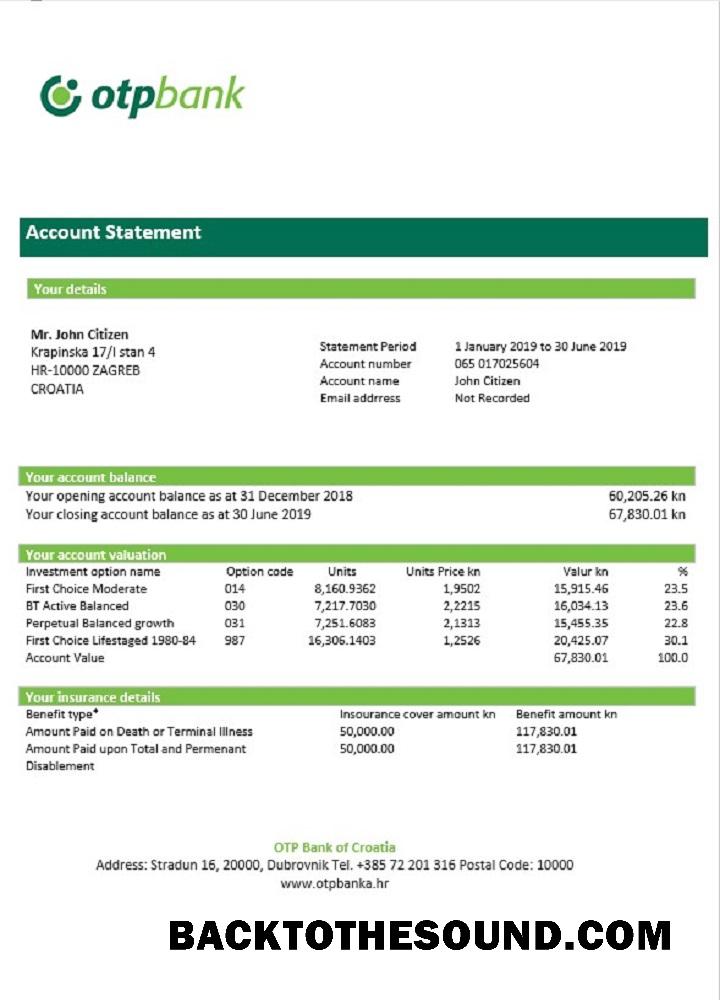 otpbank
Account Statement
Your details
Mr. John Citizen
Krapinska 17/I stan 4
HR-10000 ZAGREB
CROATIA
Statement Period 1 January 2019 to 30 June 2019
Account number 065 017025604
Account name John Citizen
Email addrress Not Recorded
Your account balance
Your opening account balance as at 31 December 2018 60,205.26 kn
Your closing account balance as at 30 June 2019 67,830.01 kn
Your account valuation
Investment option name Option code Units Units Price kn Valur kn %
First Choice Moderate 014 8,160.9362 1,9502 15,915.46 23.5
BT Active Balanced 030 7,217.7030 2,2215 16,034.13 23.6
Perpetual Balanced growth 031 7,251.6083 2,1313 15,455.35 22.8
First Choice Lifestaged 1980-84 987 16,306.1403 1,2526 20,425.07 30.1
Account Value 67,830.01 100.0
Your insurance details
Benefit type* Insourance cover amount kn Benefit amount kn
Amount Paid on Death or Terminal Illness 50,000.00 117,830.01
Amount Paid upon Total and Permenant 50,000.00 117,830.01
Disablement
OTP Bank of Croatia
Address: Stradun 16, 20000, Dubrovnik Tel. +385 72 201 316 Postal Code: 10000
www.otpbanka.hr
BACKTOTHESOUND.COM